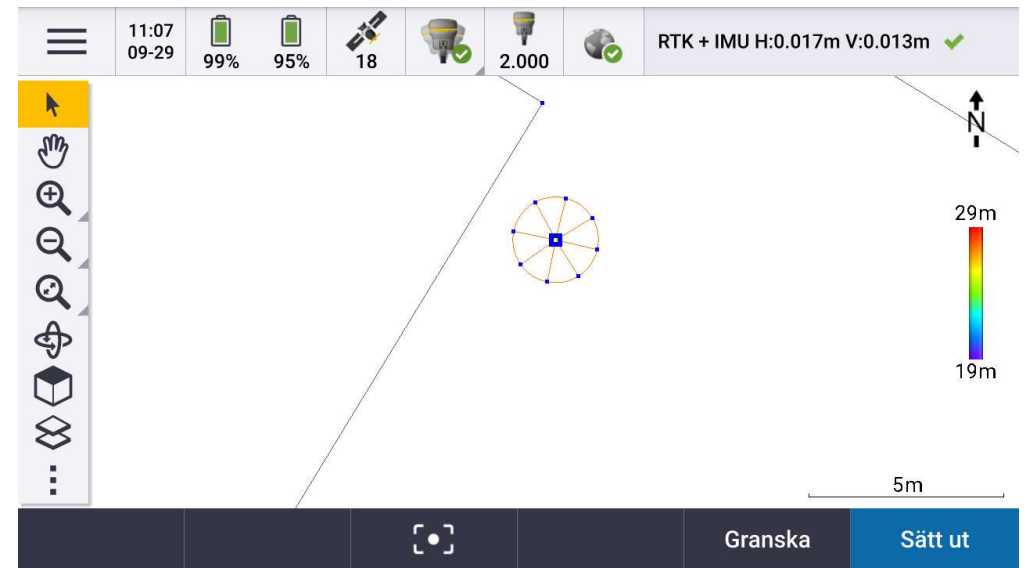 11:07
09-29
99%
95%
18
2.000
RTK + IMU H:0.017m V:0.013m
N
29m
19m
5m
Granska
Sätt ut